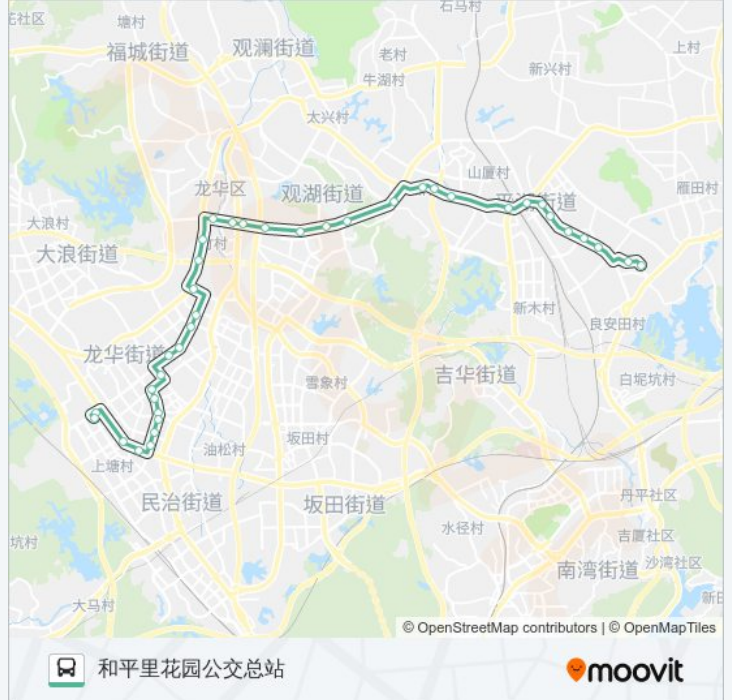 石马村
花社区
塘村
福城街道
观澜街道
老村
上村
新兴村
牛湖村
太兴村
山厦村
龙华区
观湖街道
平湖街道
雁田村
大浪村
大浪街道
竹村
新木村
良安田村
龙华街道
吉华街道
白坭坑村
雪象村
坂田村
油松村
上塘村
民治街道
坂田街道
丹平社区
水径村
坑村
吉厦社区
南湾街道
沙湾社区
大马村
© OpenStreetMap contributors | © OpenMapTiles
和平里花园公交总站
moovit